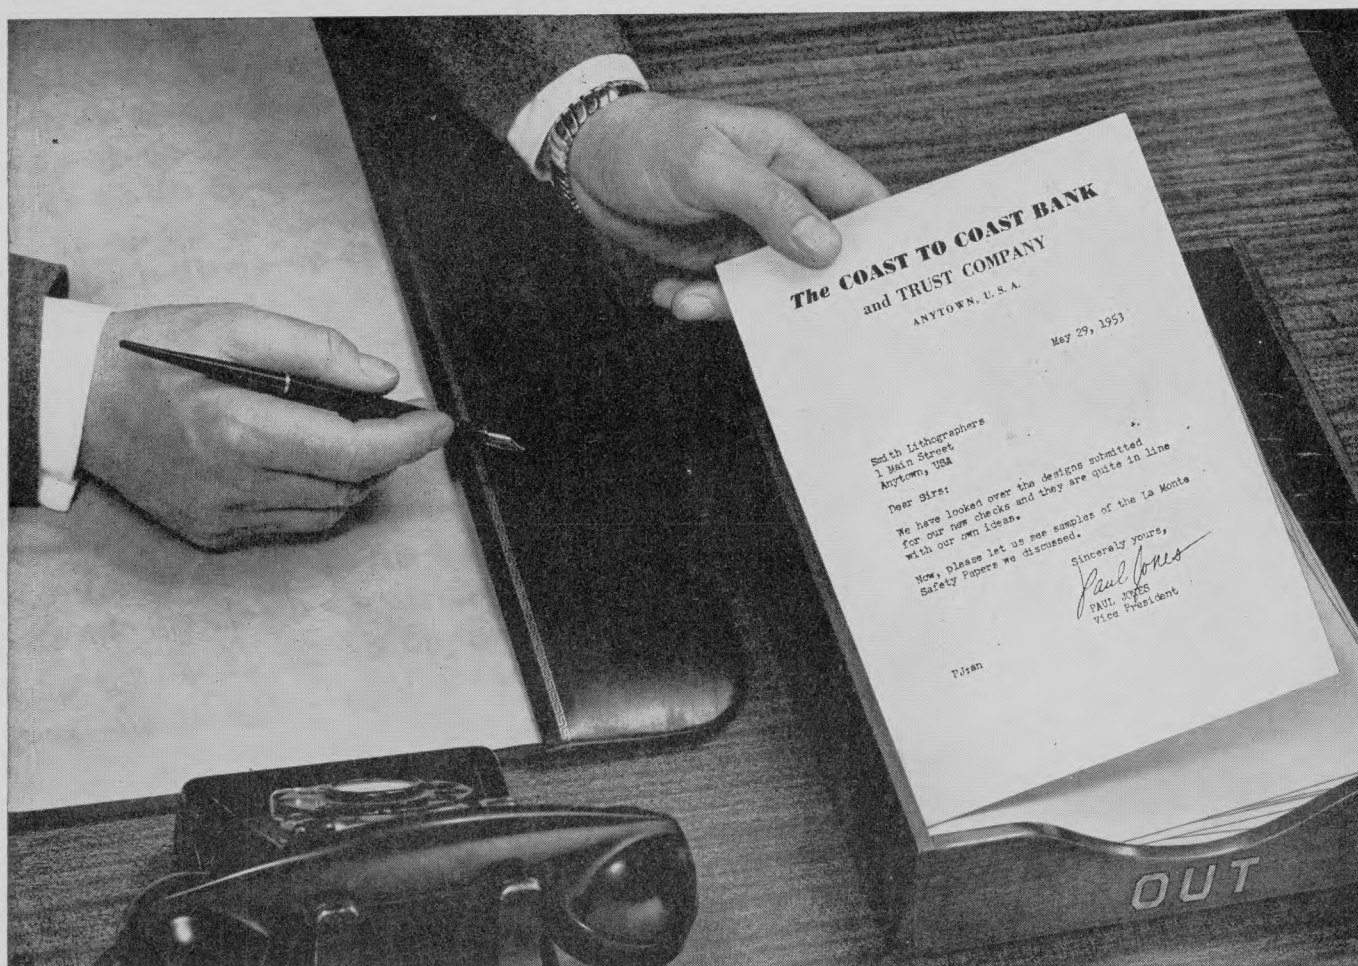 The COAST TO COAST BANK
and TRUST COMPANY
ANYTOWN, U. S. A.
May 29, 1953
Smith Lithographers
1 Main Street
Anytown, USA
Dear Sirs:
We have looked over the designs submitted
for our new checks and they are quite in line
with our own ideas.
Now, please let us see samples of the La Monte
Safety Papers we discussed.
Sincerely yours,
Paul Jones
PAUL JONES
Vice President
PJ:an
OUT